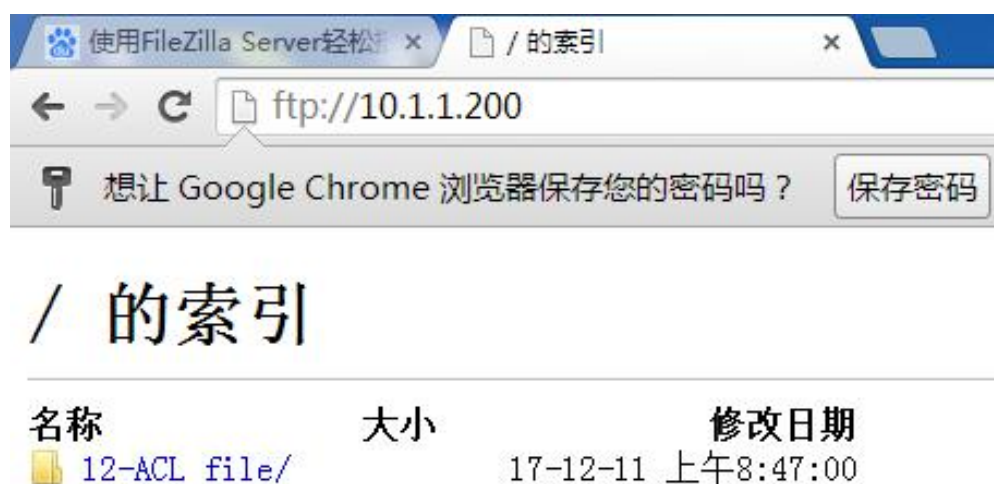 使用FileZilla Server轻松 / 的索引
ftp://10.1.1.200
想让 Google Chrome 浏览器保存您的密码吗？ 保存密码
/ 的索引
名称 大小 修改日期
12-ACL file/ 17-12-11 上午8:47:00